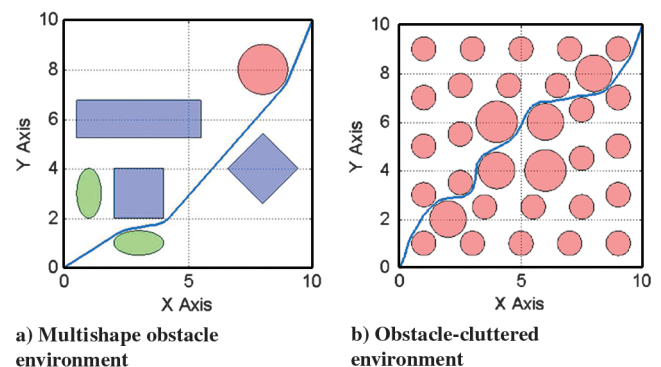 10
8
6
4
2
0
0
5
10
Y Axis
X Axis
a) Multishape obstacle
environment
10
8
6
4
2
0
0
5
10
Y Axis
X Axis
b) Obstacle-cluttered
environment